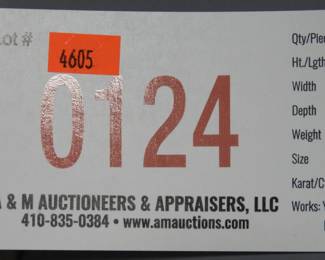 Lot #
4605
0124
A & M AUCTIONEERS & APPRAISERS, LLC
410-835-0384 • www.amauctions.com
Qty/Pie
Ht./Lgth
Width
Depth
Weight
Size
Karat/C
Works: Y